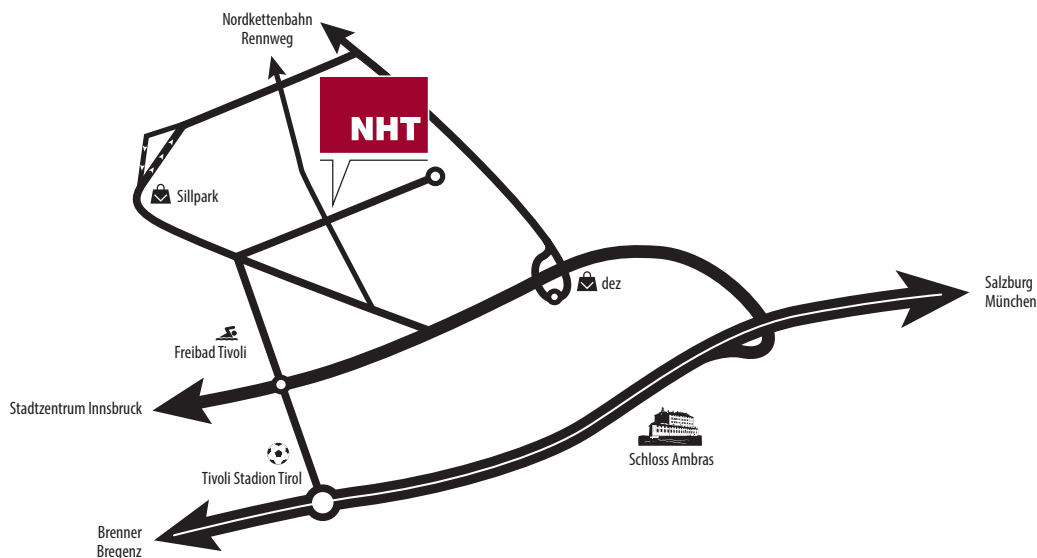 Nordkettenbahn
Rennweg
NHT
Sillpark
dez
Salzburg
München
Freibad Tivoli
Stadtzentrum Innsbruck
Schloss Ambras
Tivoli Stadion Tirol
Brenner
Bregenz